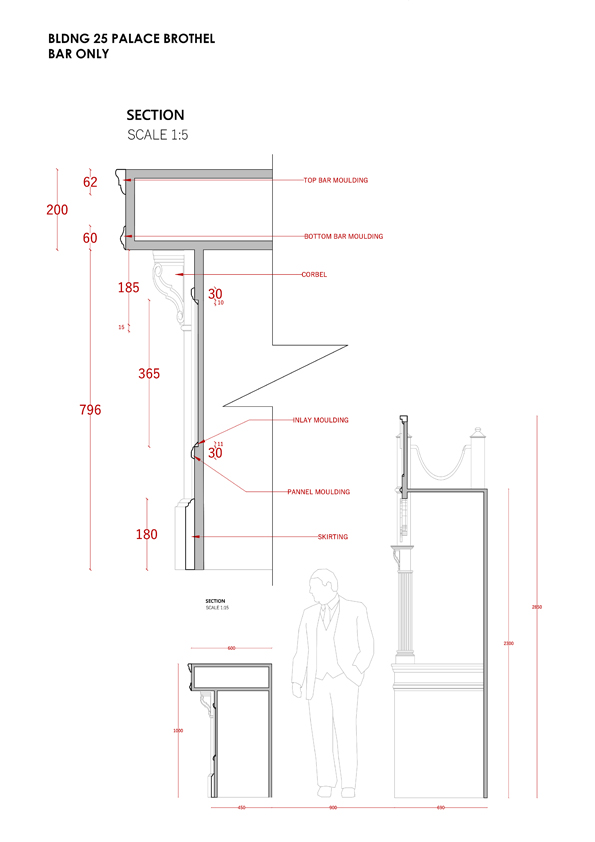 BLDNG 25 PALACE BROTHEL
BAR ONLY
SECTION
SCALE 1:5
62
TOP BAR MOULDING
200
60
BOTTOM BAR MOULDING
CORBEL
185
30
10
15
365
796
INLAY MOULDING
11
30
PANNEL MOULDING
180
SKIRTING
SECTION
SCALE 1:15
600
2850
2300
1000
450
900
690